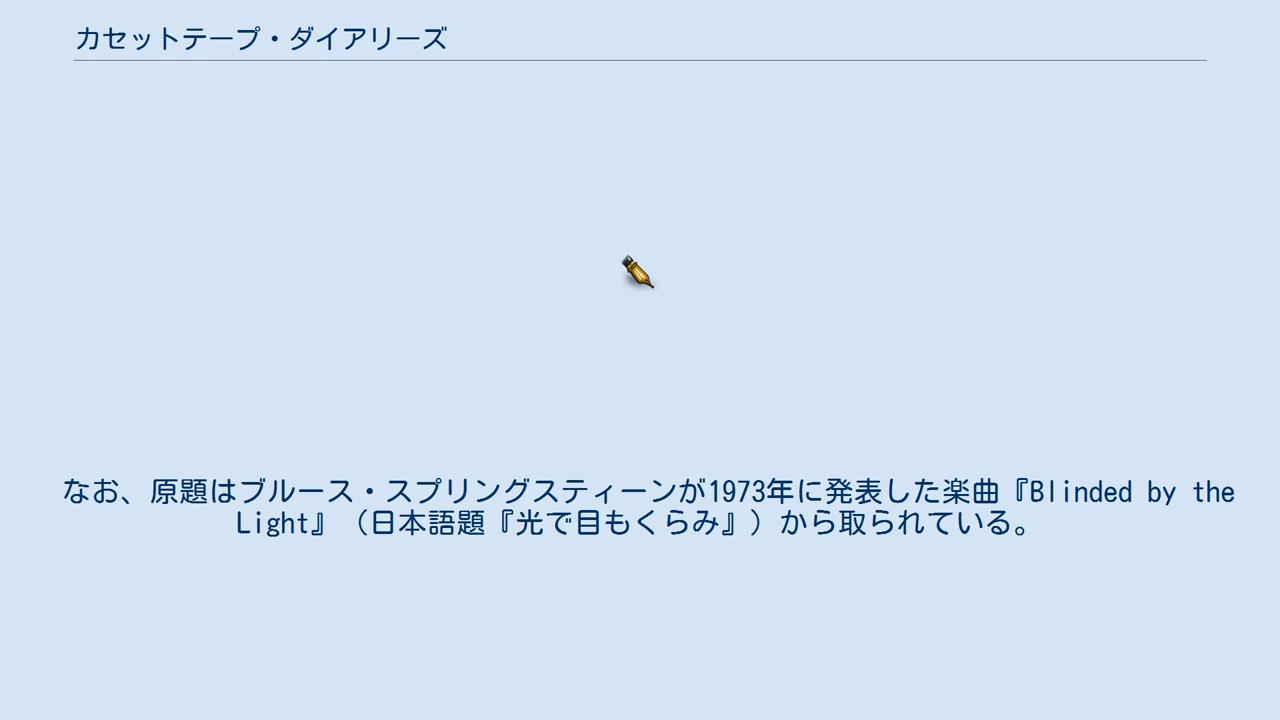 カセットテープ・ダイアリーズ
なお、原題はブルース・スプリングスティーンが1973年に発表した楽曲『Blinded by the
Light』（日本語題『光で目もくらみ』）から取られている。